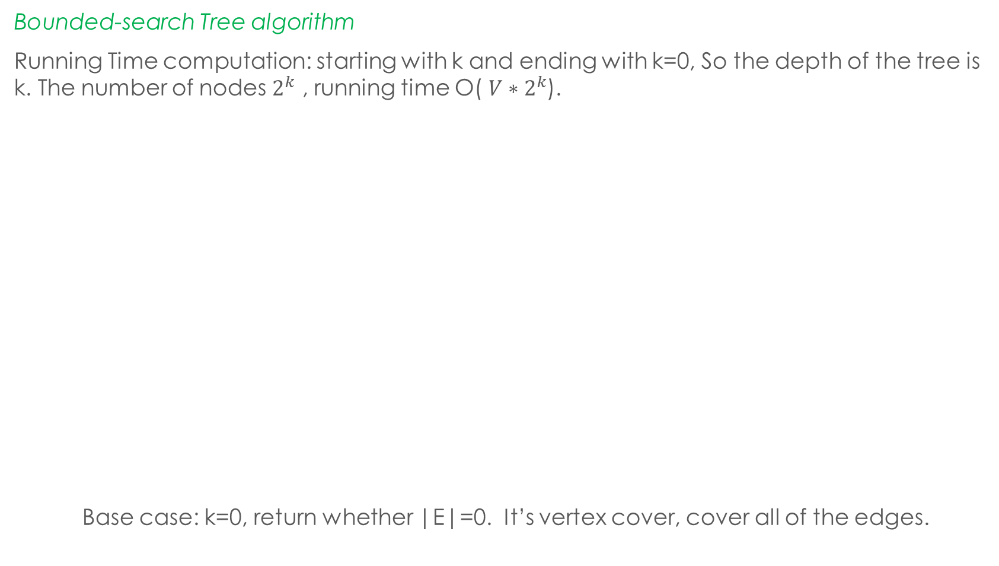 Bounded-search Tree algorithm
Running Time computation: starting with k and ending with k=0, So the depth of the tree is
k. The number of nodes 2^k , running time O( V ∗ 2^k).
Base case: k=0, return whether |E|=0.  It’s vertex cover, cover all of the edges.